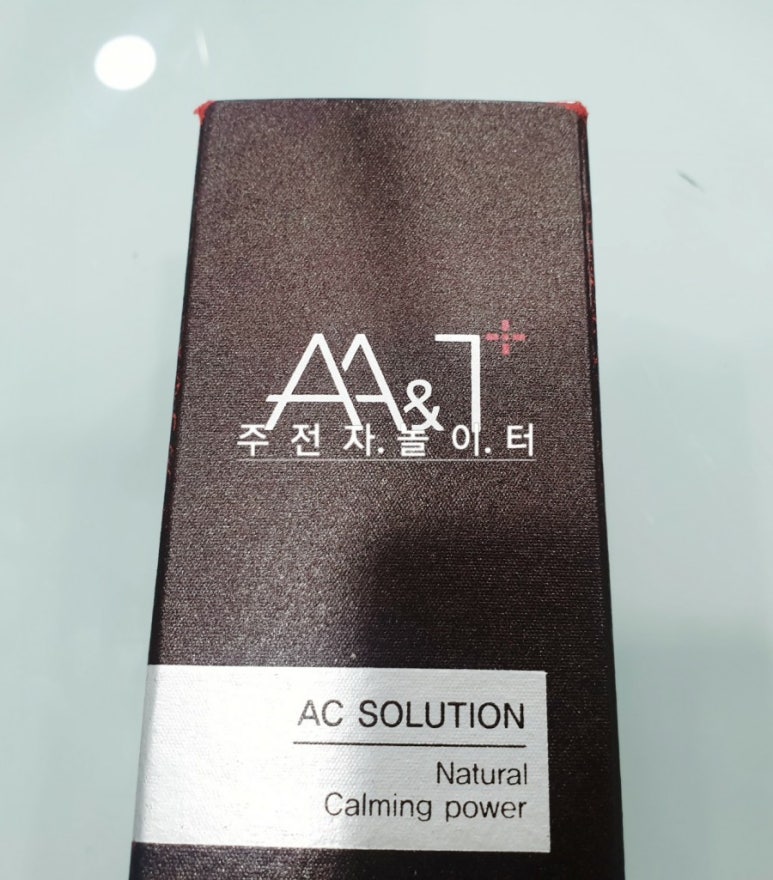 AA&T
주 전 자. 놀 이. 터
AC SOLUTION
Natural
Calming power